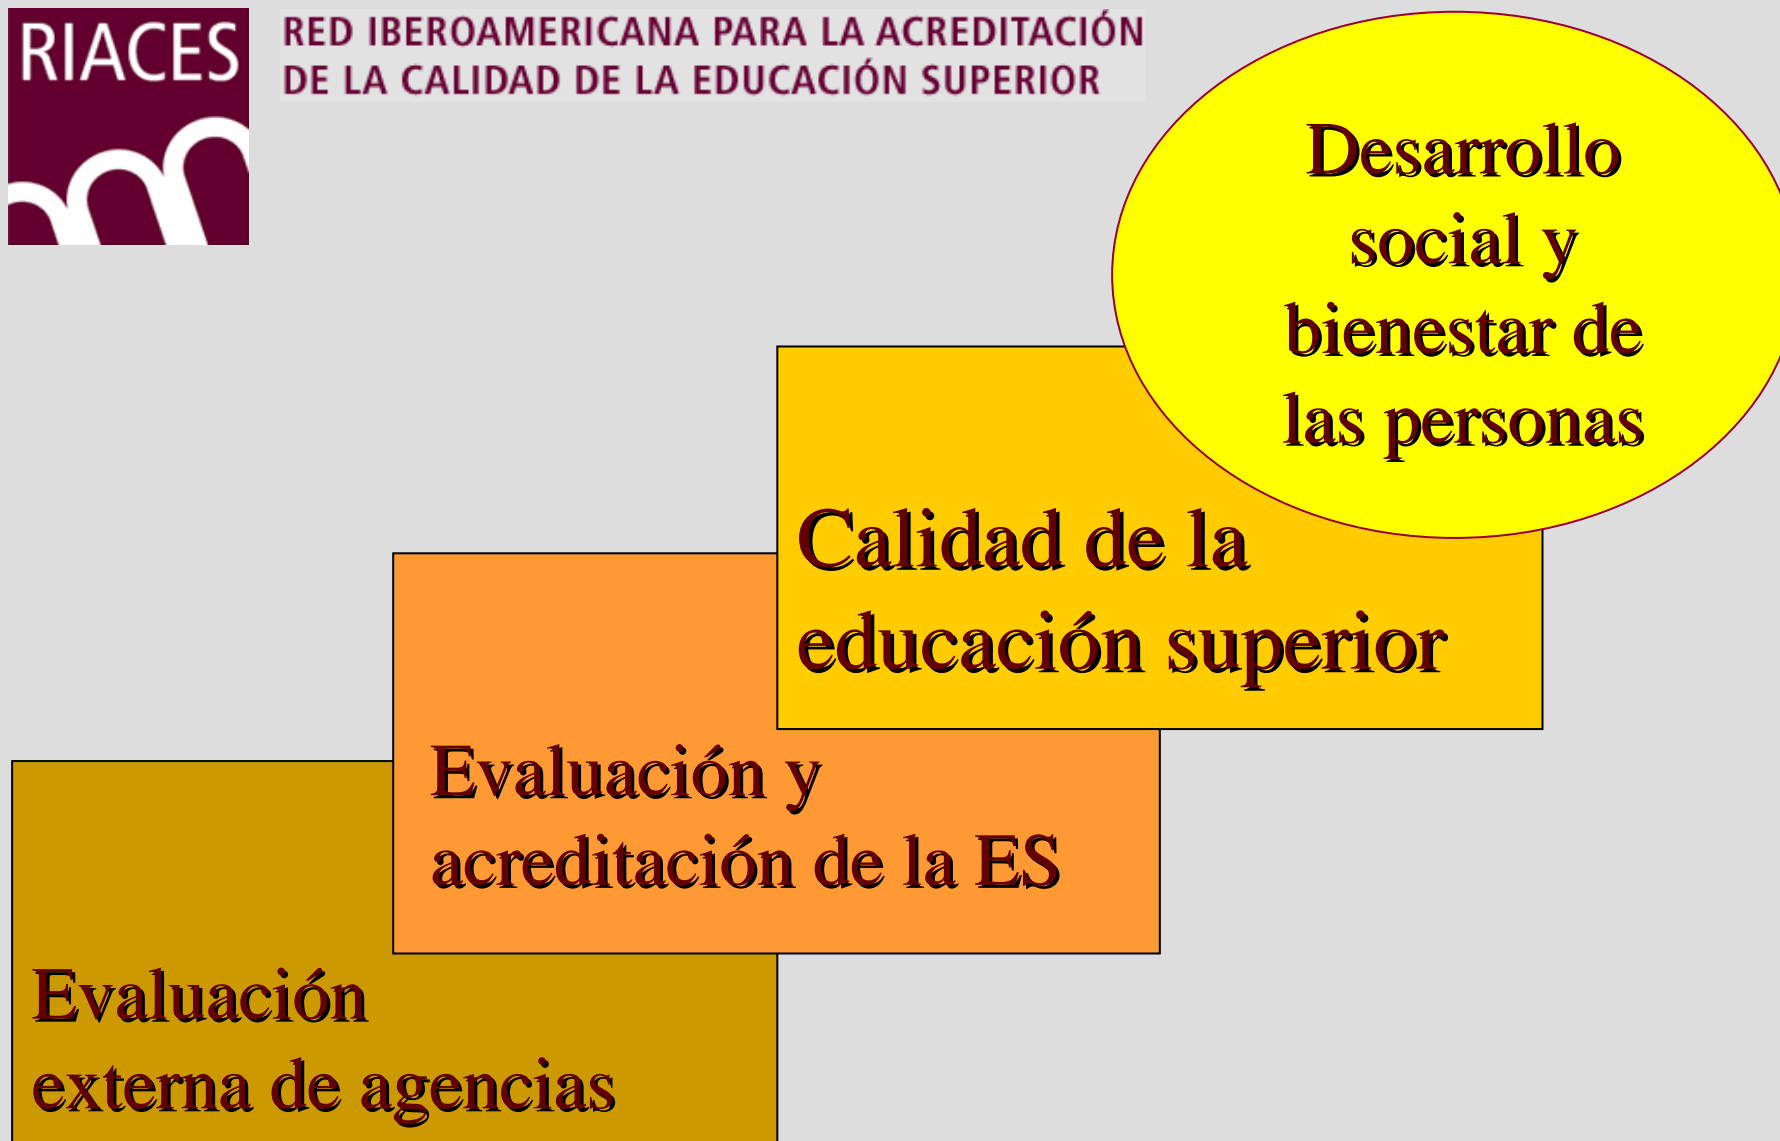 RIACES
RED IBEROAMERICANA PARA LA ACREDITACIÓN
DE LA CALIDAD DE LA EDUCACIÓN SUPERIOR
Desarrollo
social y
bienestar de
las personas
Calidad de la
educación superior
Evaluación y
acreditación de la ES
Evaluación
externa de agencias